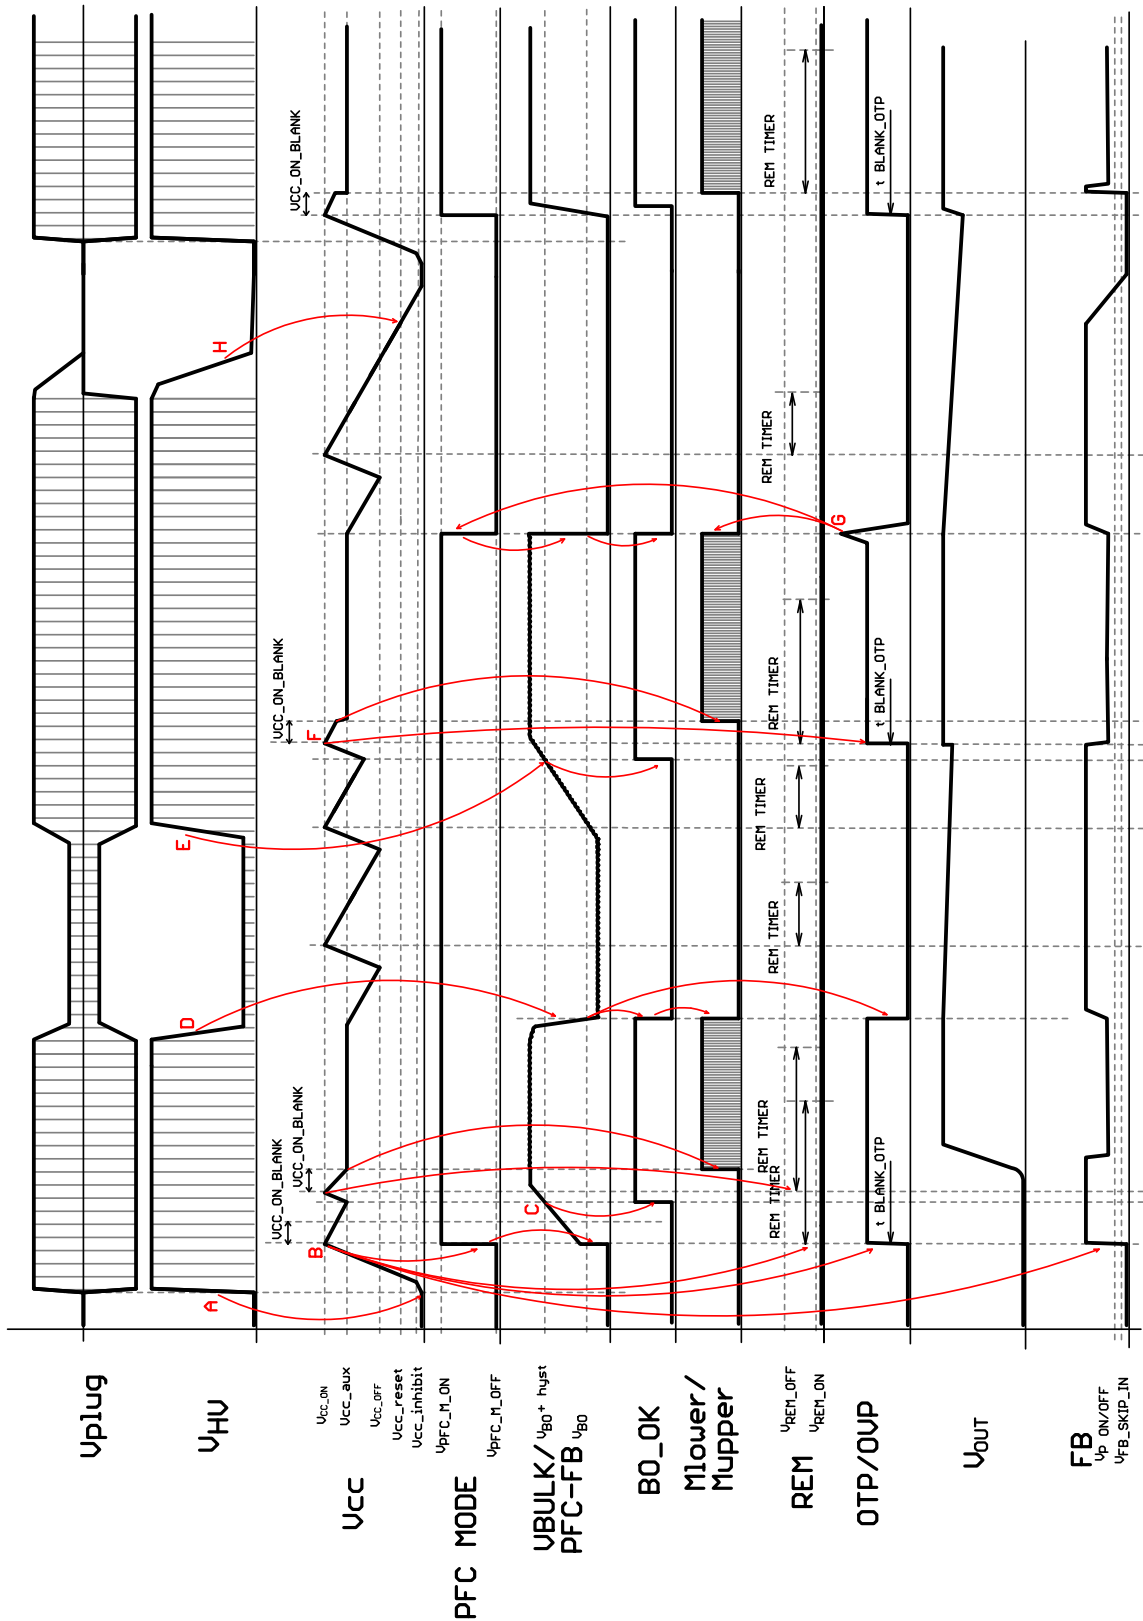 Vplug
VHV
A
D
E
H
VCC_ON_BLANK
VCC_ON_BLANK
VCC_ON_BLANK
VCC_ON_BLANK
B
F
Vcc
VCC_ON
Vcc_aux
VCC_OFF
Vcc_reset
Vcc_inhibit
PFC MODE
VPFC_M_ON
VPFC_M_OFF
C
VBULK/
PFC-FB
VBO+ hyst
VBO
BO_OK
Mlower/
Mupper
REM
VREM_OFF
VREM_ON
REM TIMER
REM TIMER
REM TIMER
REM TIMER
REM TIMER
REM TIMER
REM TIMER
G
OTP/OVP
t BLANK_OTP
t BLANK_OTP
t BLANK_OTP
VOUT
FB
VP ON/OFF
VFB_SKIP_IN